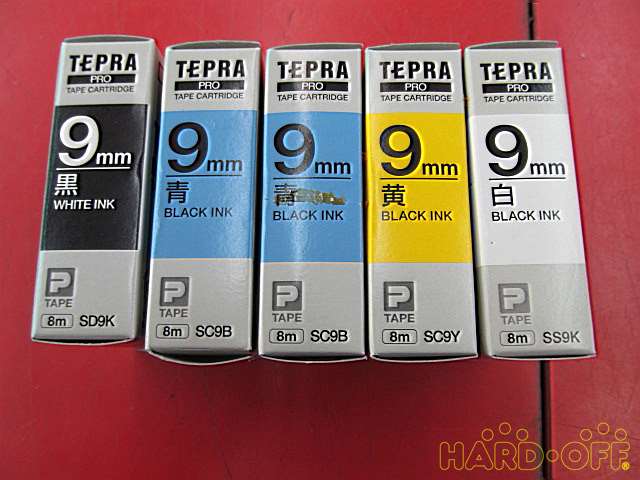 TEPRA
PRO
TAPE CARTRIDGE
9mm
黒
WHITE INK
P
TAPE
8m SD9K
TEPRA
PRO
TAPE CARTRIDGE
9mm
青
BLACK INK
P
TAPE
8m SC9B
TEPRA
PRO
TAPE CARTRIDGE
9mm
青
BLACK INK
P
TAPE
8m SC9B
TEPRA
PRO
TAPE CARTRIDGE
9mm
黄
BLACK INK
P
TAPE
8m SC9Y
TEPRA
PRO
TAPE CARTRIDGE
9mm
白
BLACK INK
P
TAPE
8m SS9K
HARD・OFF®